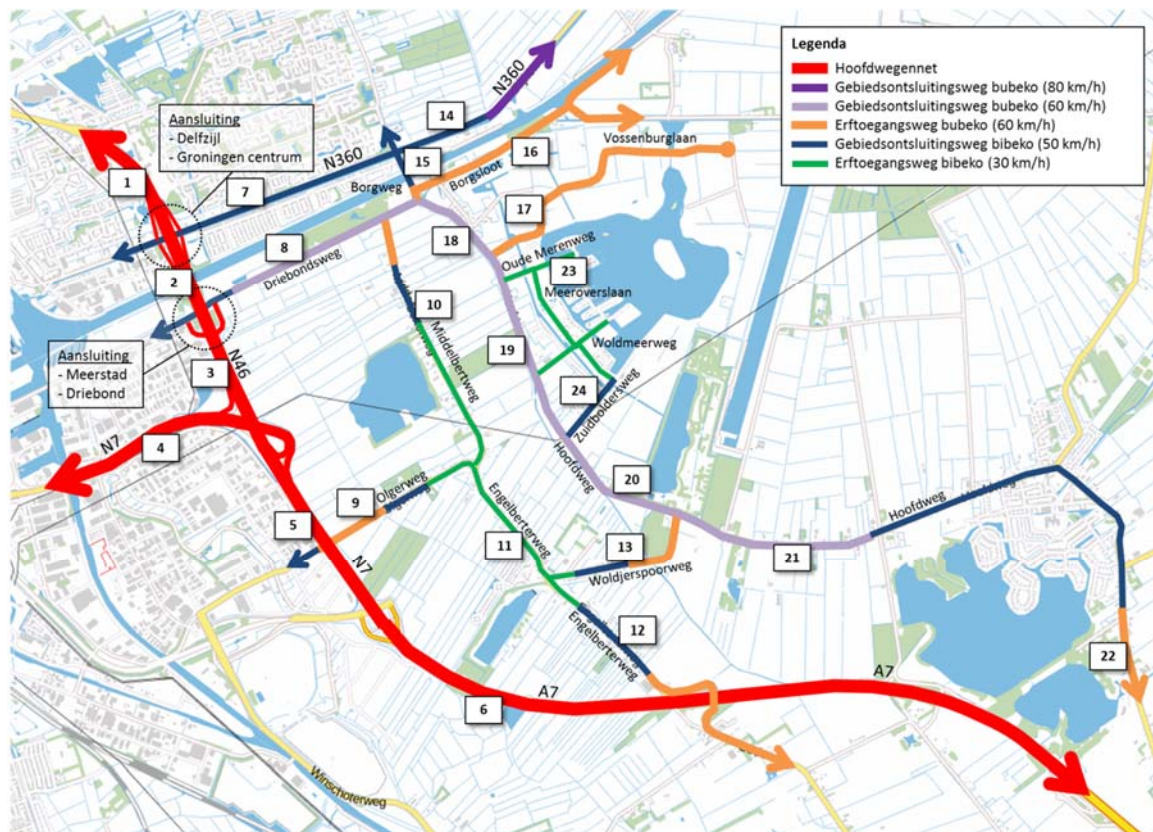 Legenda
Hoofdwegennet
Gebiedsontsluitingsweg bubeko (80 km/h)
Gebiedsontsluitingsweg bubeko (60 km/h)
Erftoegangsweg bubeko (60 km/h)
Gebiedsontsluitingsweg bibeko (50 km/h)
Erftoegangsweg bibeko (30 km/h)
Aansluiting
- Delfzijl
- Groningen centrum
N360
14
N360
15
16
Vossenburglaan
1
7
Borgweg
Borgsloot
17
8
18
2
Driebondsweg
Oude Merenweg
23
10
Meeroverslaan
Aansluiting
- Meerstad
- Driebond
3
N46
Middelbertweg
19
Woldmeerweg
24
Zuidboldersweg
N7
4
Hoofdweg
20
9
Olgerweg
Hoofdweg
5
Engelberterweg
11
13
21
N7
Woldjerspoorweg
12
Engelberterweg
22
A7
A7
6
Winschoterweg